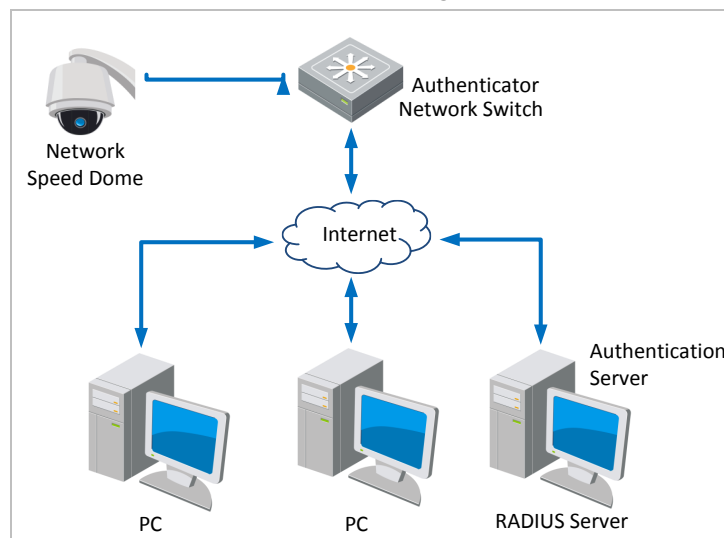 Authenticator
Network Switch
Network
Speed Dome
Internet
Authentication
Server
PC
PC
RADIUS Server